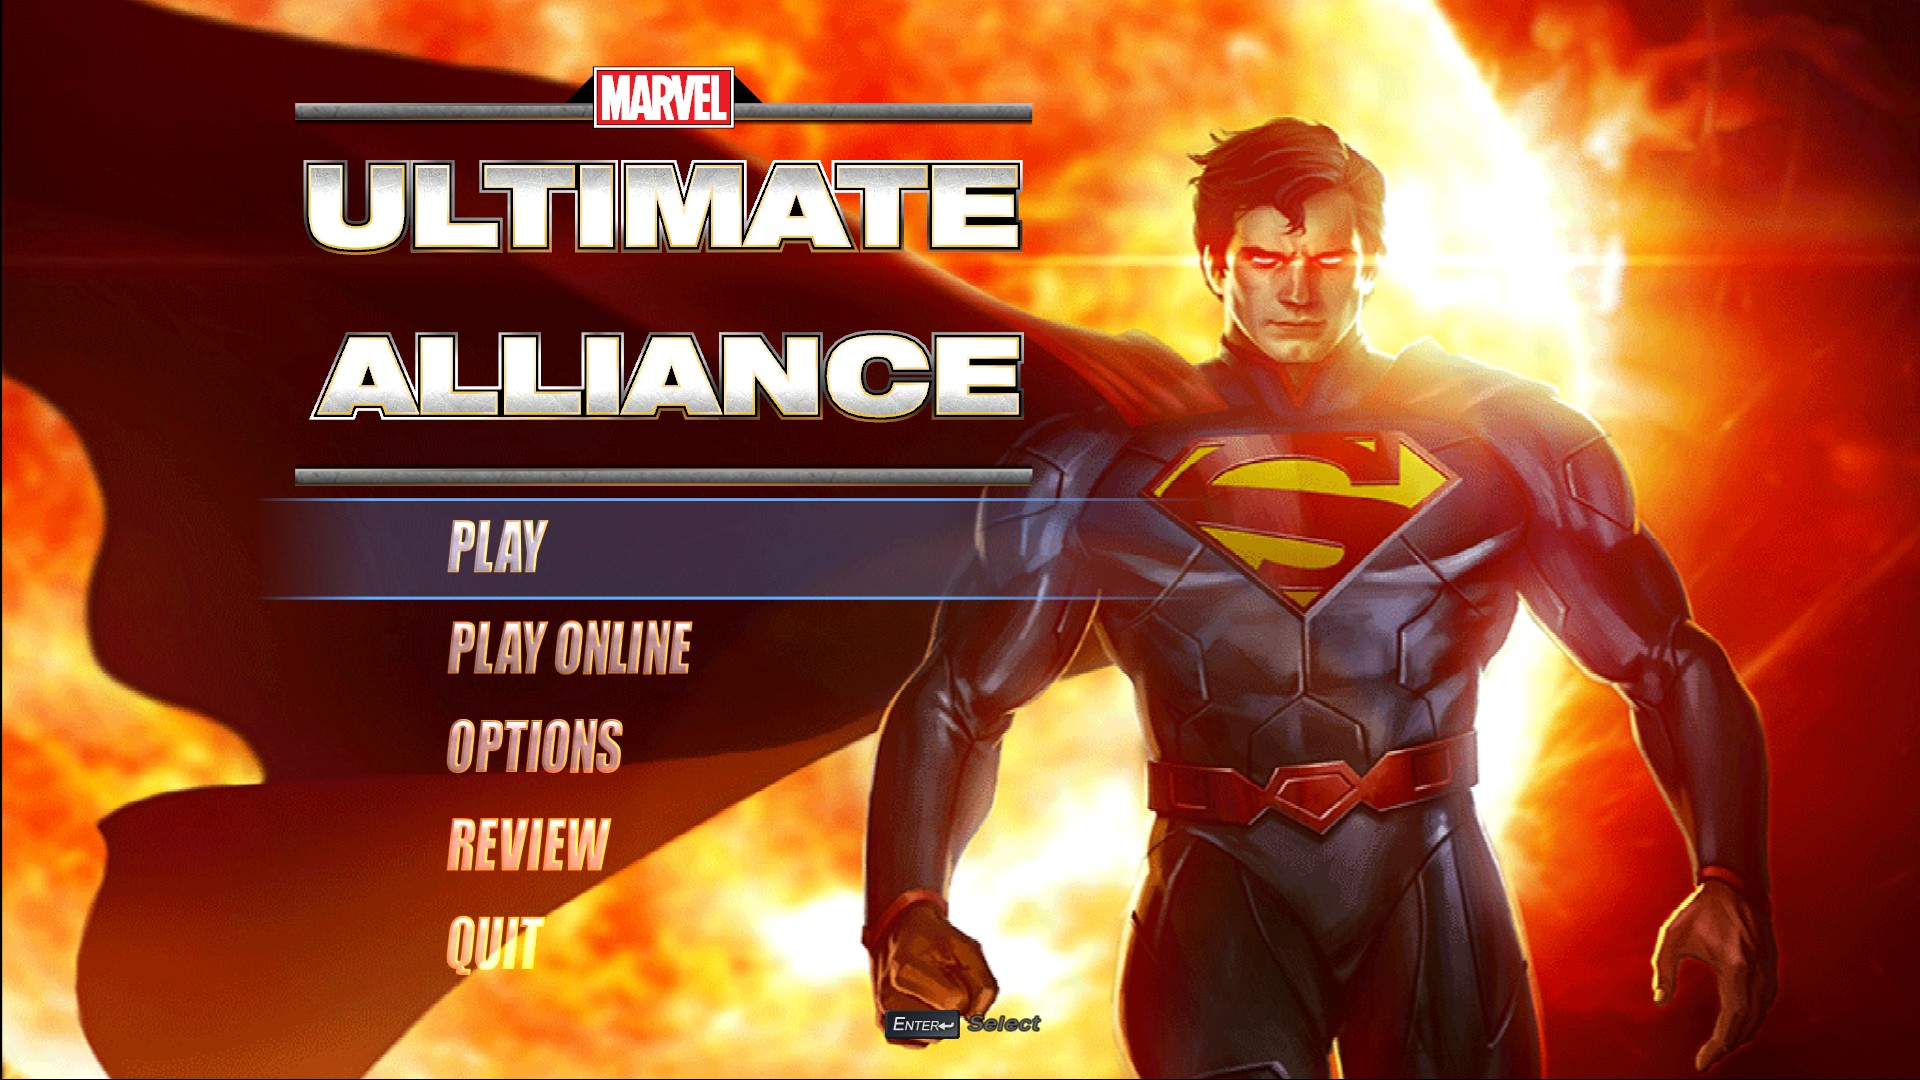 MARVEL
ULTIMATE
ALLIANCE
PLAY
PLAY ONLINE
OPTIONS
REVIEW
QUIT
ENTER Select